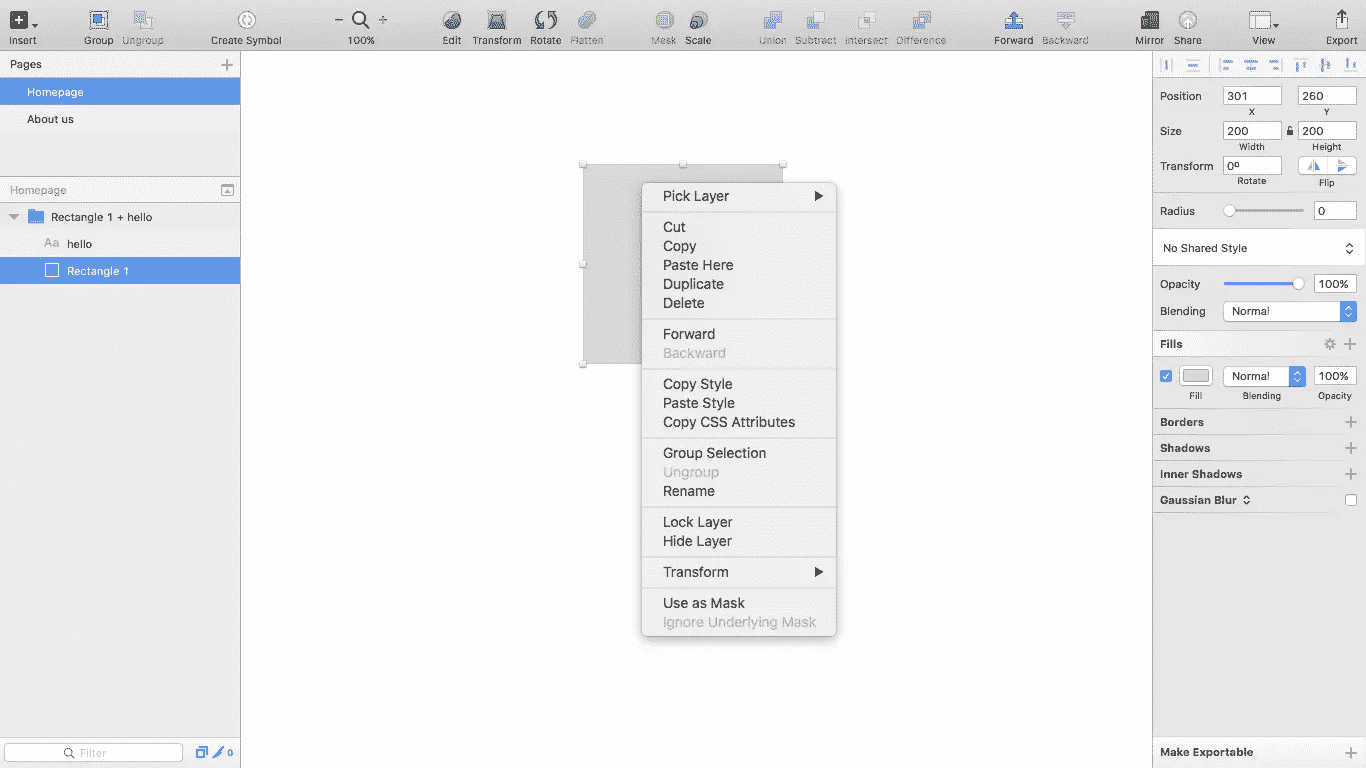 Insert Group Ungroup Create Symbol 100% Edit Transform Rotate Flatten Mask Scale Union Subtract Intersect Difference Forward Backward Mirror Share View Export
Pages
Homepage
About us
Homepage
Rectangle 1 + hello
Aa hello
Rectangle 1
Filter 0
Pick Layer
Cut
Copy
Paste Here
Duplicate
Delete
Forward
Backward
Copy Style
Paste Style
Copy CSS Attributes
Group Selection
Ungroup
Rename
Lock Layer
Hide Layer
Transform
Use as Mask
Ignore Underlying Mask
Position 301 260
X Y
Size 200 200
Width Height
Transform 0º
Rotate Flip
Radius 0
No Shared Style
Opacity 100%
Blending Normal
Fills
Normal 100%
Fill Blending Opacity
Borders
Shadows
Inner Shadows
Gaussian Blur
Make Exportable